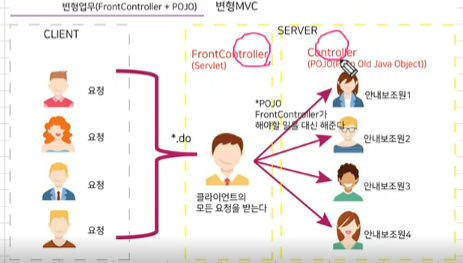 변형업무(FrontController + POJO)
변형MVC
CLIENT
SERVER
FrontController
(Servlet)
Controller
(POJO(Plain Old Java Object))
요청
요청
요청
요청
*.do
클라이언트의
모든 요청을 받는다
*POJO
FrontController가
해야할 일을 대신 해준다
안내보조원1
안내보조원2
안내보조원3
안내보조원4